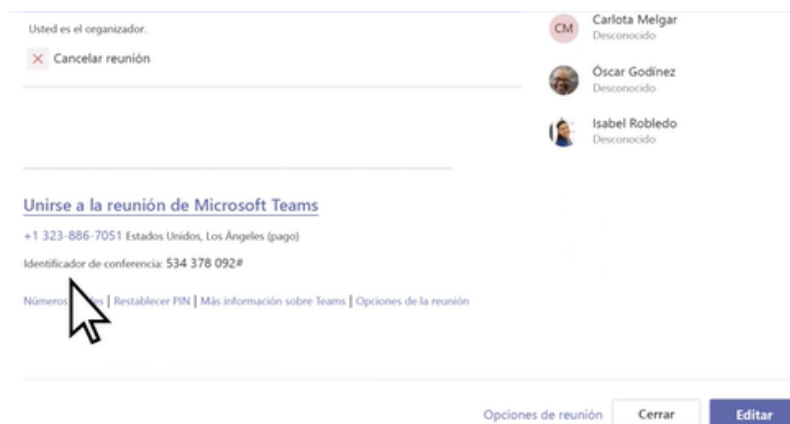 Usted es el organizador.
Cancelar reunión
CM
Carlota Melgar
Desconocido
Óscar Godínez
Desconocido
Isabel Robledo
Desconocido
Unirse a la reunión de Microsoft Teams
+1 323-886-7051 Estados Unidos, Los Ángeles (pago)
Identificador de conferencia: 534 378 092#
Números | Restablecer PIN | Más información sobre Teams | Opciones de la reunión
Opciones de reunión
Cerrar
Editar